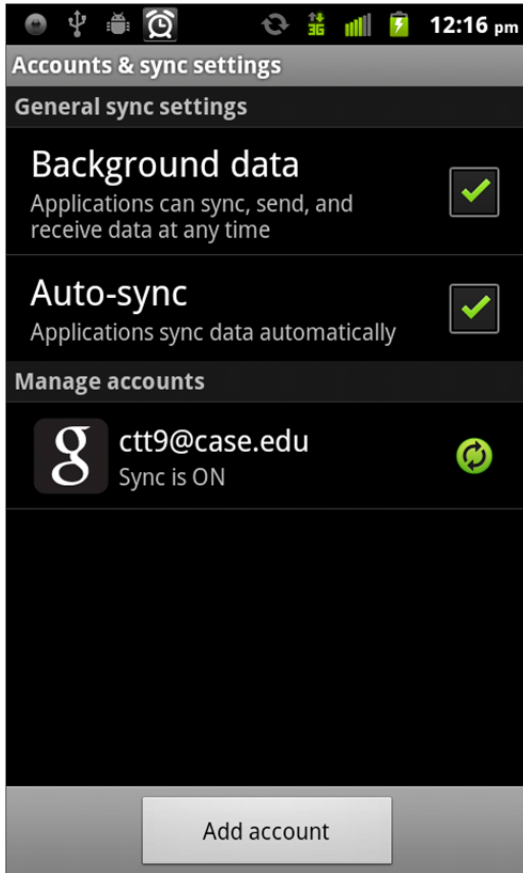 3G 12:16 pm
Accounts & sync settings
General sync settings
Background data
Applications can sync, send, and
receive data at any time
Auto-sync
Applications sync data automatically
Manage accounts
g
ctt9@case.edu
Sync is ON
Add account